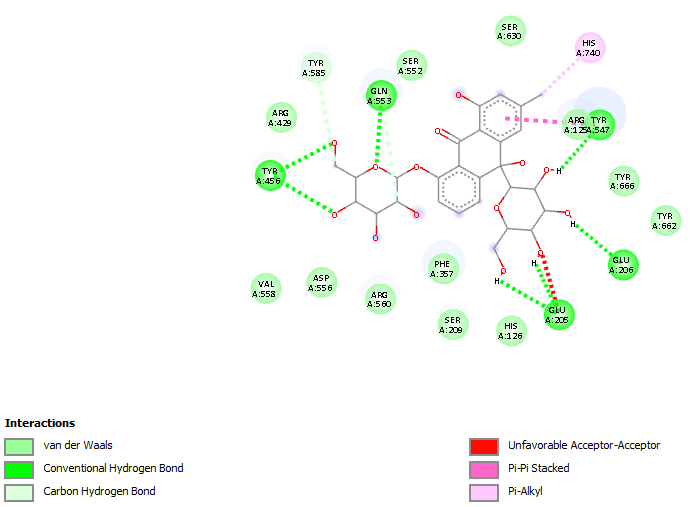 SER
A:630
HIS
A:740
TYR
A:585
SER
A:552
GLN
A:553
ARG
A:429
ARG
A:125
TYR
A:547
TYR
A:456
TYR
A:666
TYR
A:662
GLU
A:206
PHE
A:357
VAL
A:558
ASP
A:556
ARG
A:560
SER
A:209
HIS
A:126
GLU
A:205
O
O
O
O
O
O
O
O
O
O
H
O
O
H
O
O
H
O
H
Interactions
van der Waals
Conventional Hydrogen Bond
Carbon Hydrogen Bond
Unfavorable Acceptor-Acceptor
Pi-Pi Stacked
Pi-Alkyl